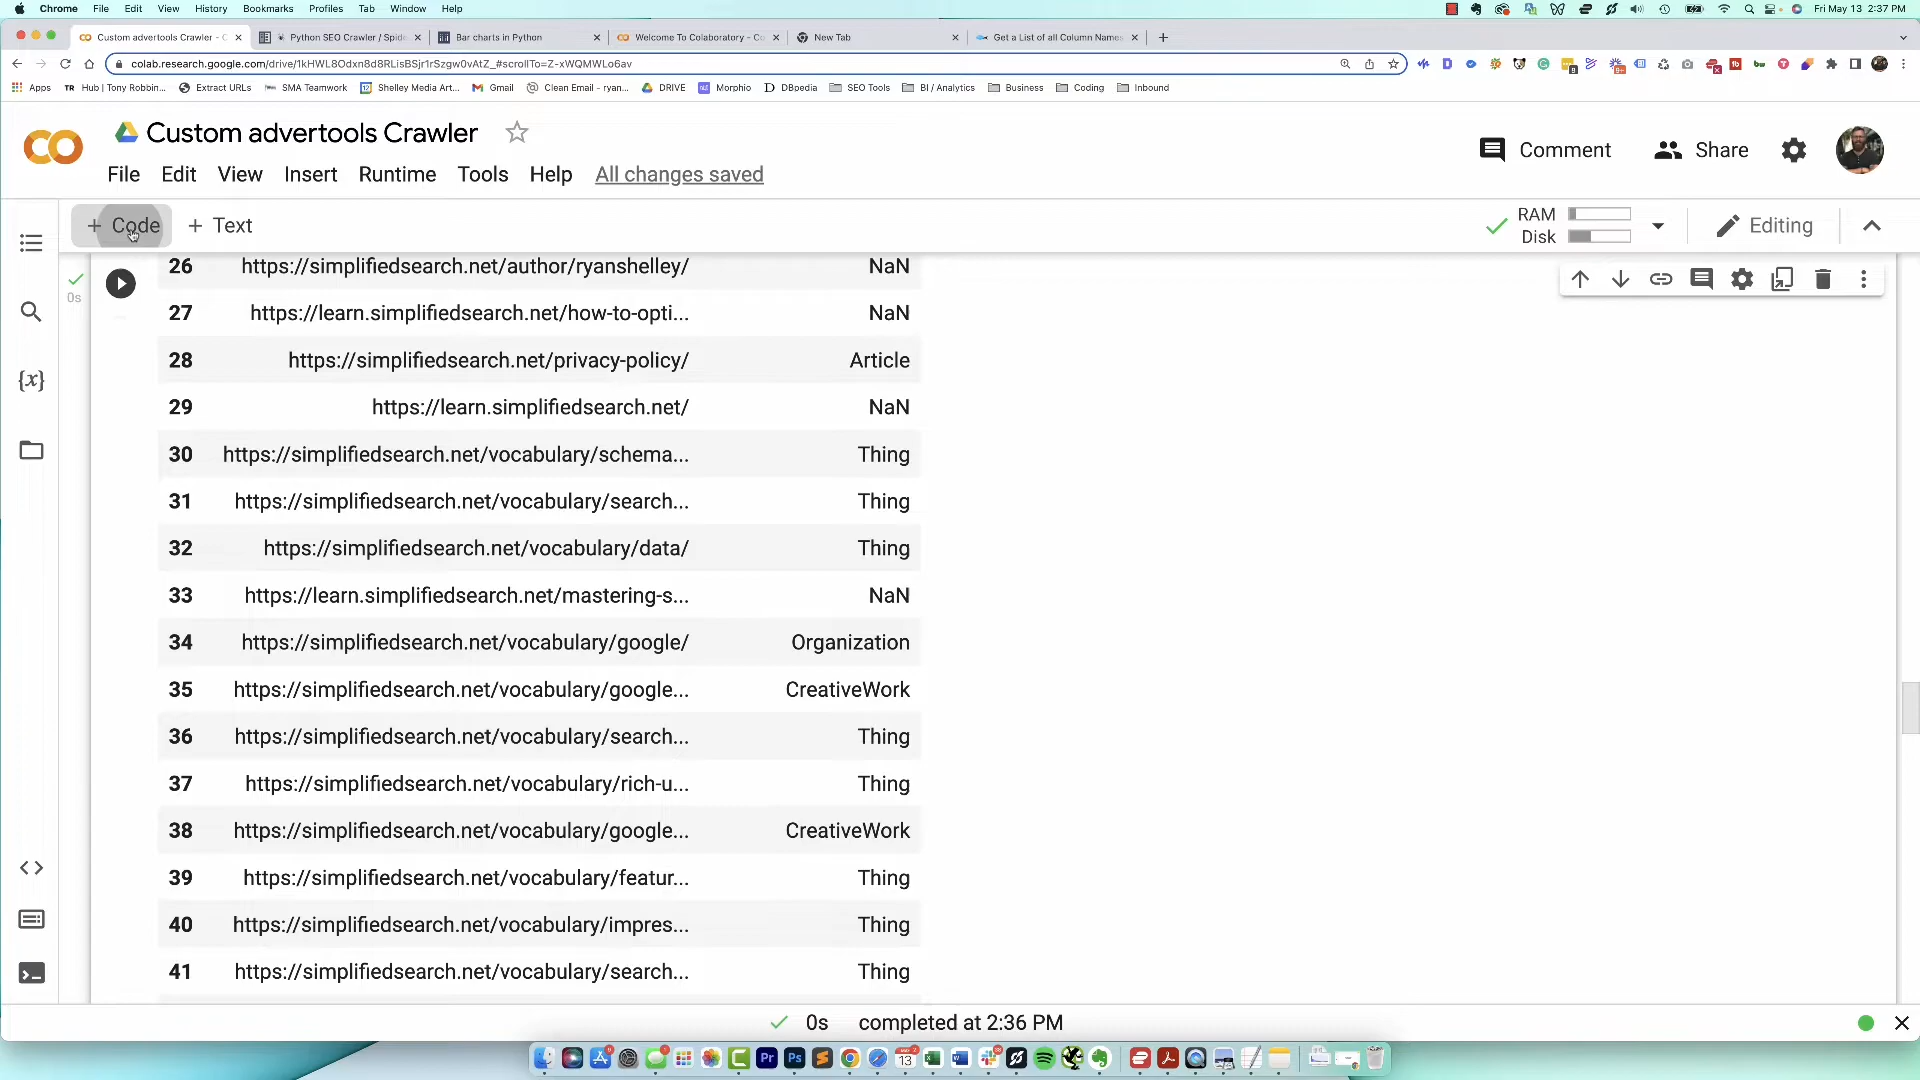 Chrome File Edit View History Bookmarks Profiles Tab Window Help
Fri May 13 2:37 PM
Custom advertools Crawler - C
Python SEO Crawler / Spide
Bar charts in Python
Welcome To Colaboratory - Co
New Tab
Get a List of all Column Names
colab.research.google.com/drive/1kHWL8Odxn8d8RLisBSjr1rSzgw0vAtZ_#scrollTo=Z-xWQMWLo6av
Apps
Hub | Tony Robbin...
Extract URLs
SMA Teamwork
Shelley Media Art...
Gmail
Clean Email - ryan...
DRIVE
Morphio
DBpedia
SEO Tools
BI / Analytics
Business
Coding
Inbound
Custom advertools Crawler
File Edit View Insert Runtime Tools Help All changes saved
Comment
Share
+ Code
+ Text
RAM
Disk
Editing
0s
26 https://simplifiedsearch.net/author/ryanshelley/ NaN
27 https://learn.simplifiedsearch.net/how-to-opti... NaN
28 https://simplifiedsearch.net/privacy-policy/ Article
29 https://learn.simplifiedsearch.net/ NaN
30 https://simplifiedsearch.net/vocabulary/schema... Thing
31 https://simplifiedsearch.net/vocabulary/search... Thing
32 https://simplifiedsearch.net/vocabulary/data/ Thing
33 https://learn.simplifiedsearch.net/mastering-s... NaN
34 https://simplifiedsearch.net/vocabulary/google/ Organization
35 https://simplifiedsearch.net/vocabulary/google... CreativeWork
36 https://simplifiedsearch.net/vocabulary/search... Thing
37 https://simplifiedsearch.net/vocabulary/rich-u... Thing
38 https://simplifiedsearch.net/vocabulary/google... CreativeWork
39 https://simplifiedsearch.net/vocabulary/featur... Thing
40 https://simplifiedsearch.net/vocabulary/impres... Thing
41 https://simplifiedsearch.net/vocabulary/search... Thing
0s completed at 2:36 PM